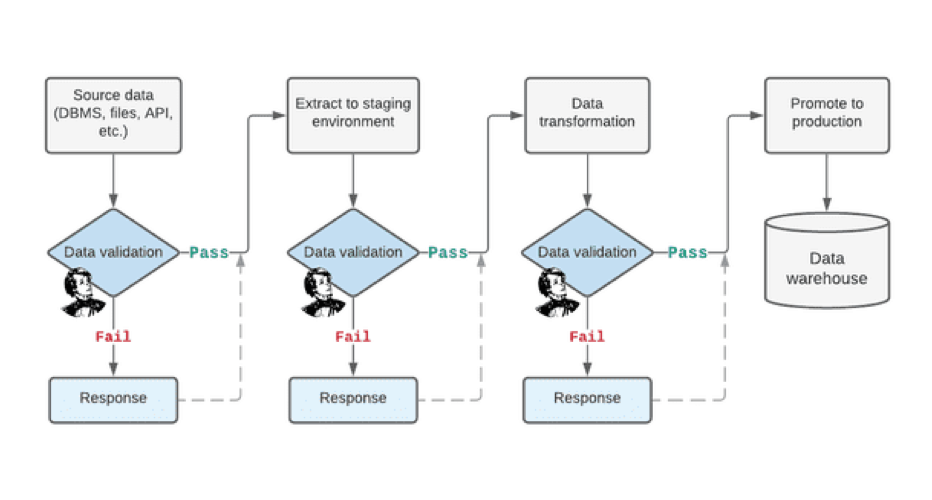 Source data
(DBMS, files, API,
etc.)
Extract to staging
environment
Data
transformation
Promote to
production
Data validation
Pass
Data validation
Pass
Data validation
Pass
Data
warehouse
Fail
Fail
Fail
Response
Response
Response